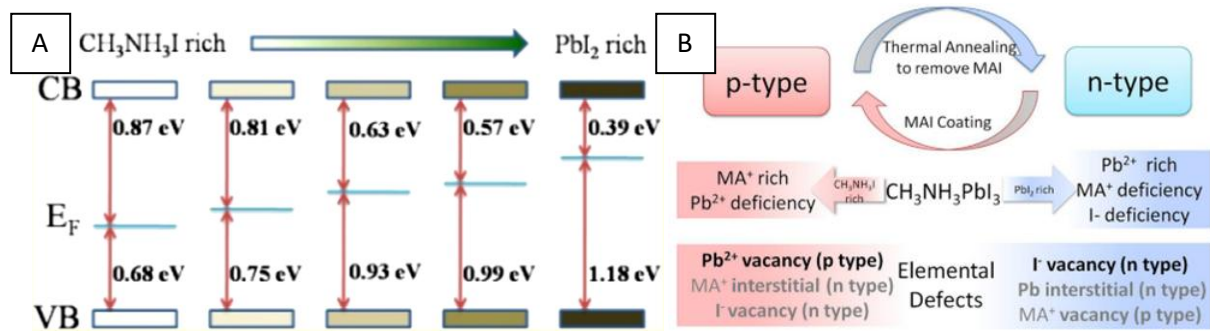 A
CH₃NH₃I rich
PbI₂ rich
CB
0.87 eV
0.81 eV
0.63 eV
0.57 eV
0.39 eV
E_F
0.68 eV
0.75 eV
0.93 eV
0.99 eV
1.18 eV
VB
B
p-type
Thermal Annealing
to remove MAI
MAI Coating
n-type
MA⁺ rich
Pb²⁺ deficiency
CH₃NH₃I
rich
CH₃NH₃PbI₃
PbI₂ rich
Pb²⁺ rich
MA⁺ deficiency
I- deficiency
Pb²⁺ vacancy (p type)
MA⁺ interstitial (n type)
I⁻ vacancy (n type)
Elemental
Defects
I⁻ vacancy (n type)
Pb interstitial (n type)
MA⁺ vacancy (p type)